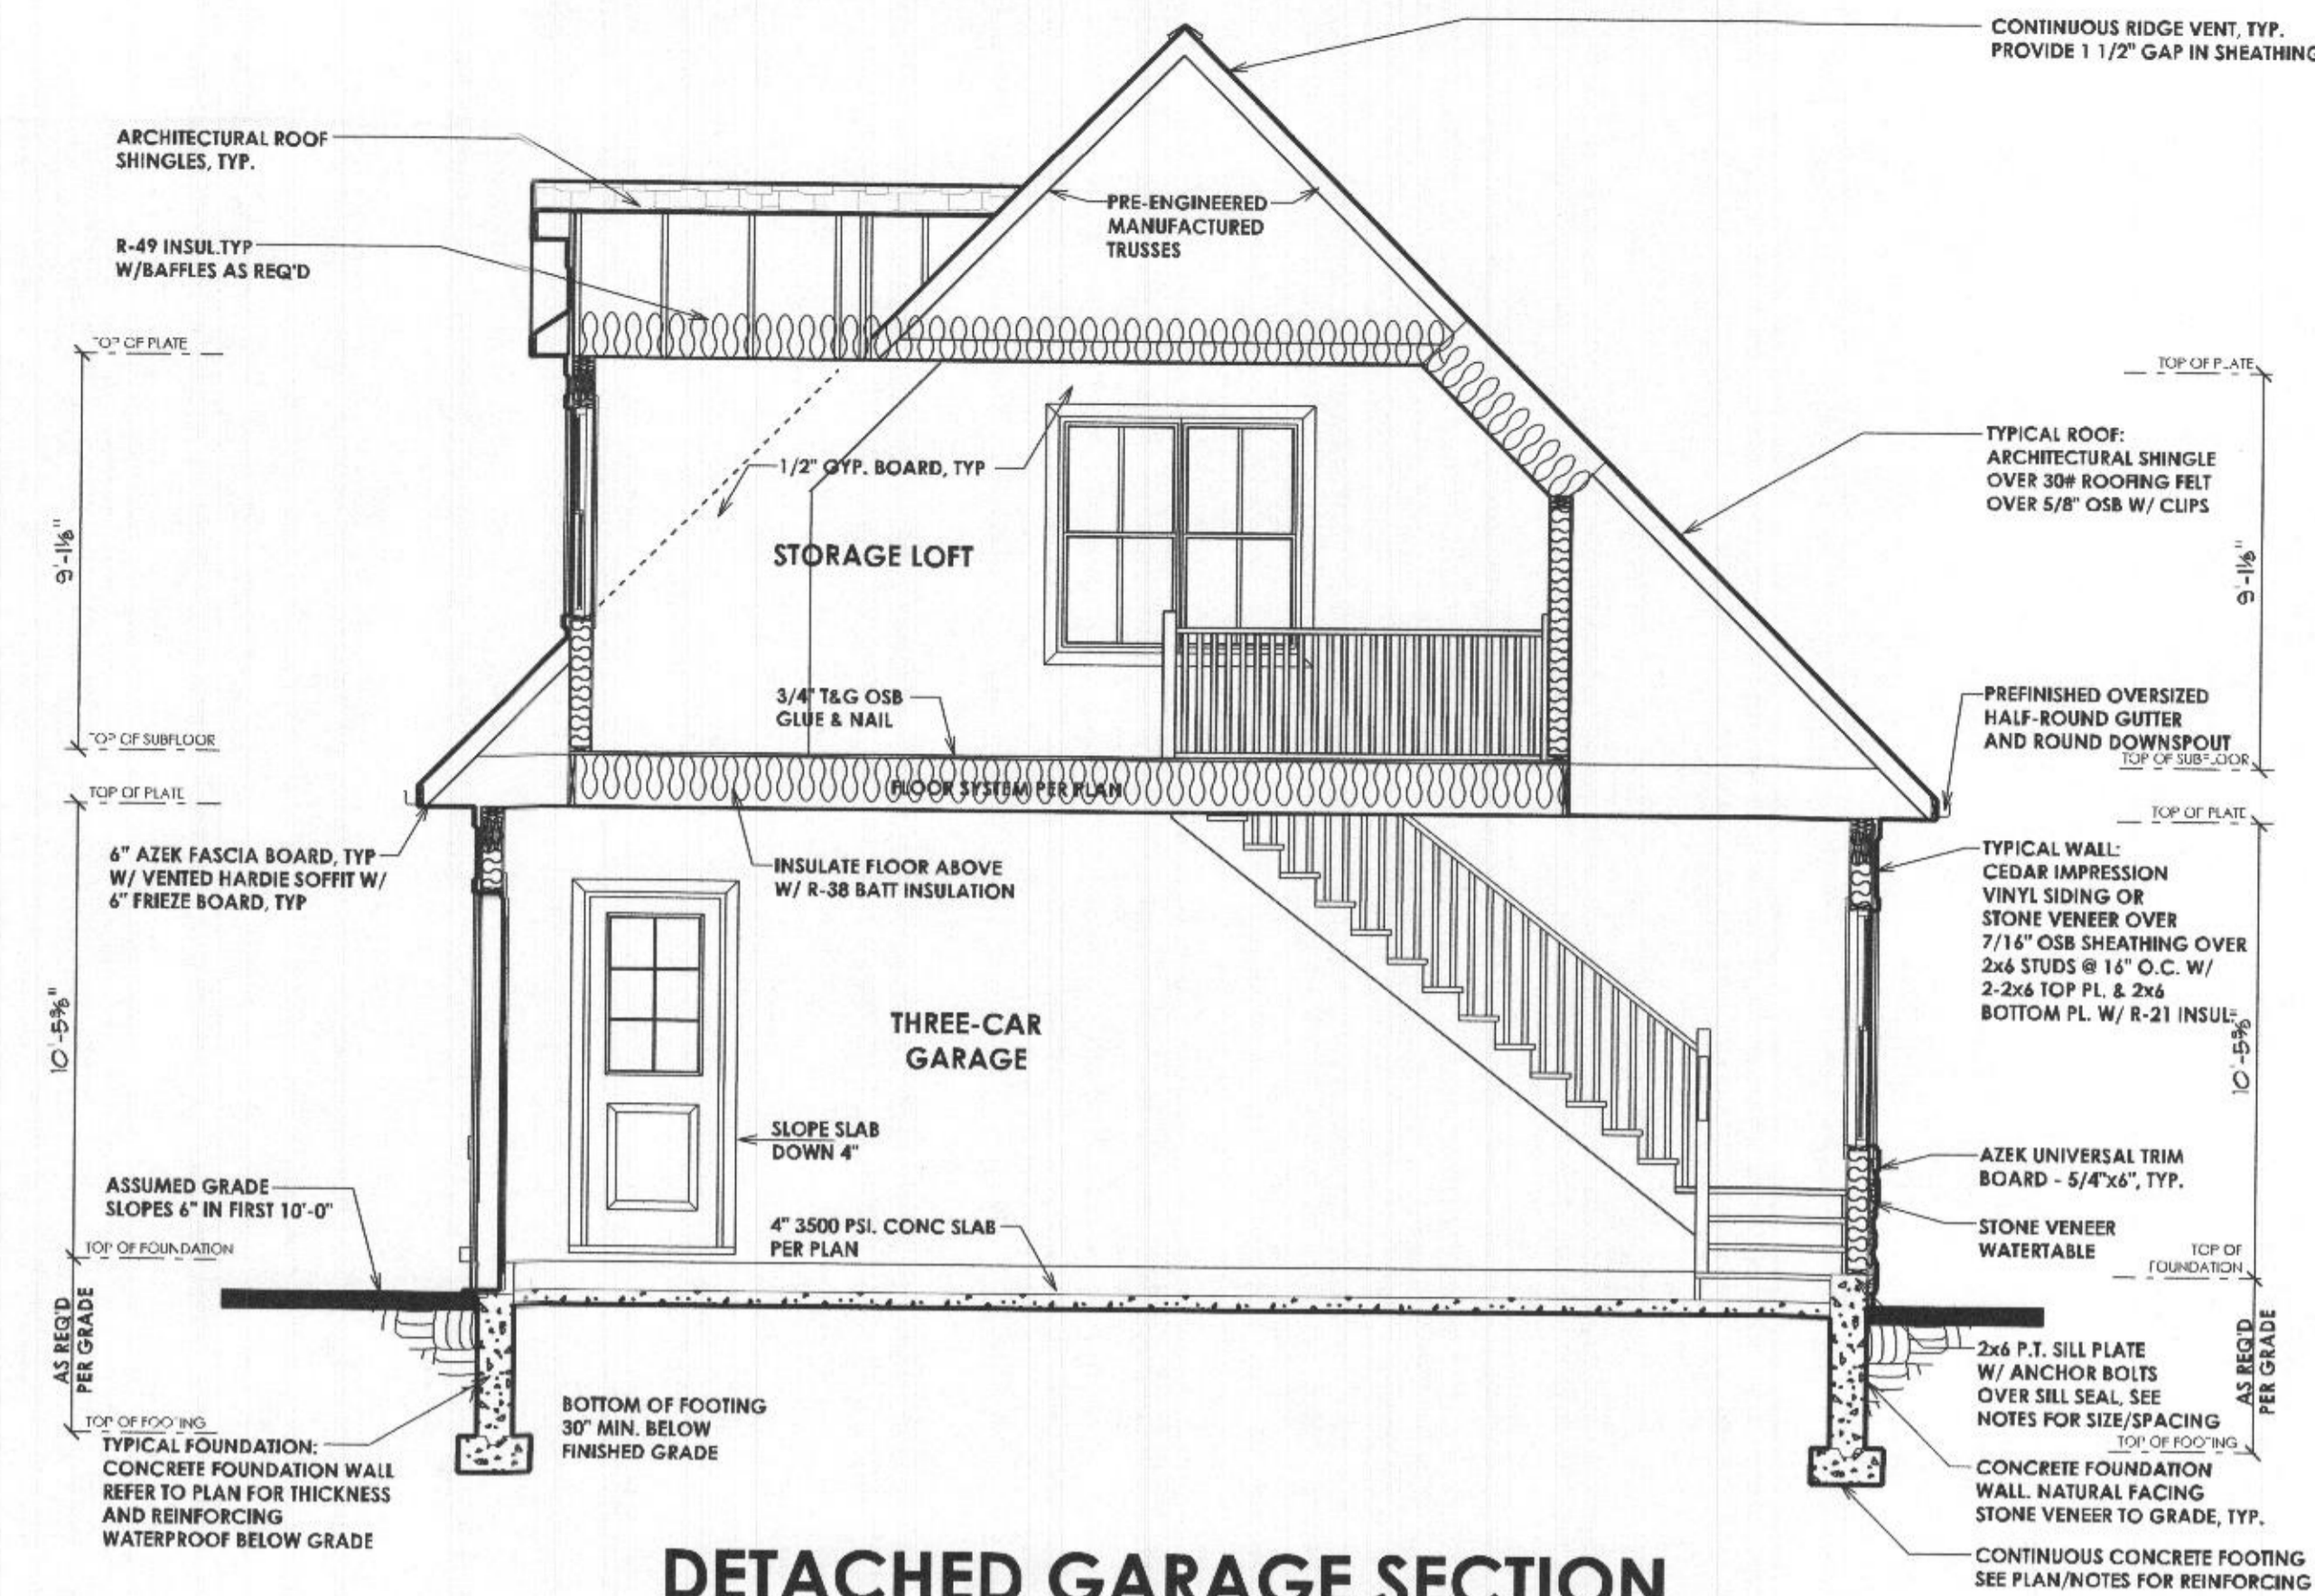 CONTINUOUS RIDGE VENT, TYP.
PROVIDE 1 1/2" GAP IN SHEATHING
ARCHITECTURAL ROOF
SHINGLES, TYP.
R-49 INSUL.TYP
W/BAFFLES AS REQ'D
PRE-ENGINEERED
MANUFACTURED
TRUSSES
TOP OF PLATE
TOP OF PLATE
9'-1 1/8"
9'-1 1/8"
TYPICAL ROOF:
ARCHITECTURAL SHINGLE
OVER 30# ROOFING FELT
OVER 5/8" OSB W/ CLIPS
1/2" GYP. BOARD, TYP
STORAGE LOFT
3/4" T&G OSB
GLUE & NAIL
PREFINISHED OVERSIZED
HALF-ROUND GUTTER
AND ROUND DOWNSPOUT
TOP OF SUBFLOOR
TOP OF SUBFLOOR
FLOOR SYSTEM PER PLAN
TOP OF PLATE
TOP OF PLATE
6" AZEK FASCIA BOARD, TYP
W/ VENTED HARDIE SOFFIT W/
6" FRIEZE BOARD, TYP
INSULATE FLOOR ABOVE
W/ R-38 BATT INSULATION
TYPICAL WALL:
CEDAR IMPRESSION
VINYL SIDING OR
STONE VENEER OVER
7/16" OSB SHEATHING OVER
2x6 STUDS @ 16" O.C. W/
2-2x6 TOP PL. & 2x6
BOTTOM PL. W/ R-21 INSUL.
10'-5 5/8"
10'-5 5/8"
THREE-CAR
GARAGE
SLOPE SLAB
DOWN 4"
ASSUMED GRADE
SLOPES 6" IN FIRST 10'-0"
AZEK UNIVERSAL TRIM
BOARD - 5/4"x6", TYP.
STONE VENEER
WATERTABLE
4" 3500 PSI. CONC SLAB
PER PLAN
TOP OF FOUNDATION
TOP OF
FOUNDATION
AS REQ'D
PER GRADE
AS REQ'D
PER GRADE
2x6 P.T. SILL PLATE
W/ ANCHOR BOLTS
OVER SILL SEAL, SEE
NOTES FOR SIZE/SPACING
BOTTOM OF FOOTING
30" MIN. BELOW
FINISHED GRADE
TOP OF FOOTING
TOP OF FOOTING
TYPICAL FOUNDATION:
CONCRETE FOUNDATION WALL
REFER TO PLAN FOR THICKNESS
AND REINFORCING
WATERPROOF BELOW GRADE
CONCRETE FOUNDATION
WALL. NATURAL FACING
STONE VENEER TO GRADE, TYP.
CONTINUOUS CONCRETE FOOTING
SEE PLAN/NOTES FOR REINFORCING
DETACHED GARAGE SECTION